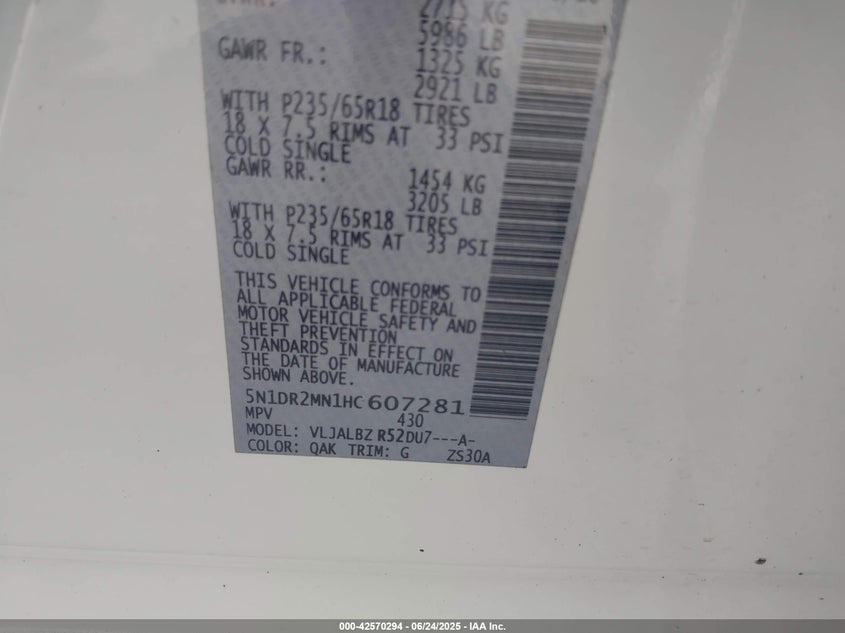 2715 KG
5986 LB
GAWR FR.: 1325 KG
2921 LB
WITH P235/65R18 TIRES
18 X 7.5 RIMS AT 33 PSI
COLD SINGLE
GAWR RR.: 1454 KG
3205 LB
WITH P235/65R18 TIRES
18 X 7.5 RIMS AT 33 PSI
COLD SINGLE
THIS VEHICLE CONFORMS TO
ALL APPLICABLE FEDERAL
MOTOR VEHICLE SAFETY AND
THEFT PREVENTION
STANDARDS IN EFFECT ON
THE DATE OF MANUFACTURE
SHOWN ABOVE.
5N1DR2MN1HC607281
MPV 430
MODEL: VLJALBZ R52DU7---A-
COLOR: QAK TRIM: G ZS30A
000-42570294 - 06/24/2025 - IAA Inc.